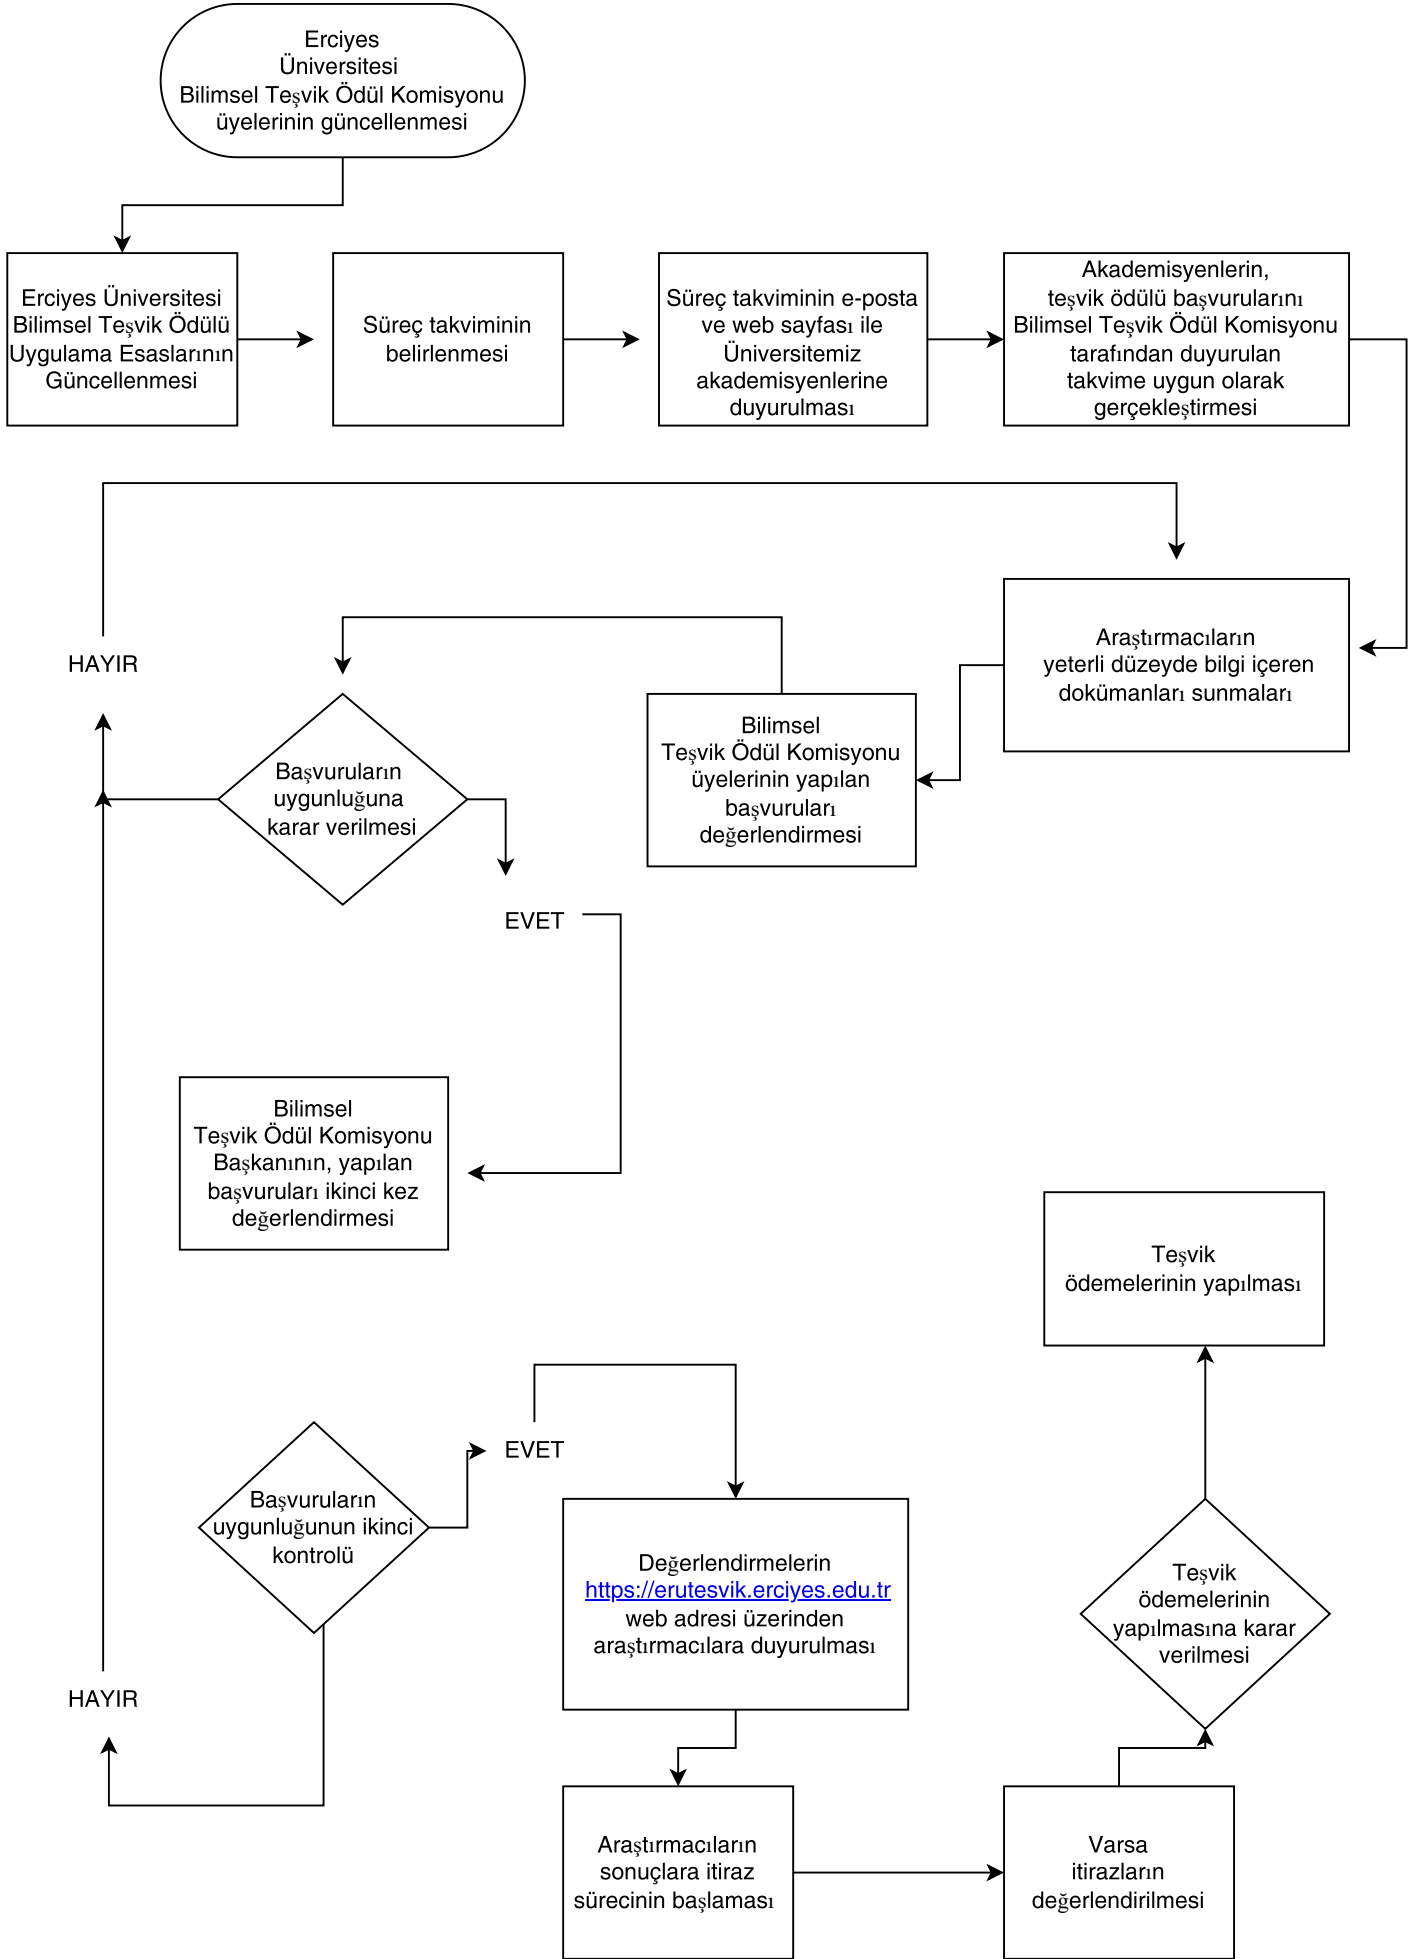 Erciyes
Üniversitesi
Bilimsel Teşvik Ödül Komisyonu
üyelerinin güncellenmesi
Erciyes Üniversitesi
Bilimsel Teşvik Ödülü
Uygulama Esaslarının
Güncellenmesi
Süreç takviminin
belirlenmesi
Süreç takviminin e-posta
ve web sayfası ile
Üniversitemiz
akademisyenlerine
duyurulması
Akademisyenlerin,
teşvik ödülü başvurularını
Bilimsel Teşvik Ödül Komisyonu
tarafından duyurulan
takvime uygun olarak
gerçekleştirmesi
Araştırmacıların
yeterli düzeyde bilgi içeren
dokümanları sunmaları
HAYIR
Bilimsel
Teşvik Ödül Komisyonu
üyelerinin yapılan
başvuruları
değerlendirmesi
Başvuruların
uygunluğuna
karar verilmesi
EVET
Bilimsel
Teşvik Ödül Komisyonu
Başkanının, yapılan
başvuruları ikinci kez
değerlendirmesi
Başvuruların
uygunluğunun ikinci
kontrolü
EVET
HAYIR
Değerlendirmelerin
https://erutesvik.erciyes.edu.tr
web adresi üzerinden
araştırmacılara duyurulması
Araştırmacıların
sonuçlara itiraz
sürecinin başlaması
Varsa
itirazların
değerlendirilmesi
Teşvik
ödemelerinin
yapılmasına karar
verilmesi
Teşvik
ödemelerinin yapılması